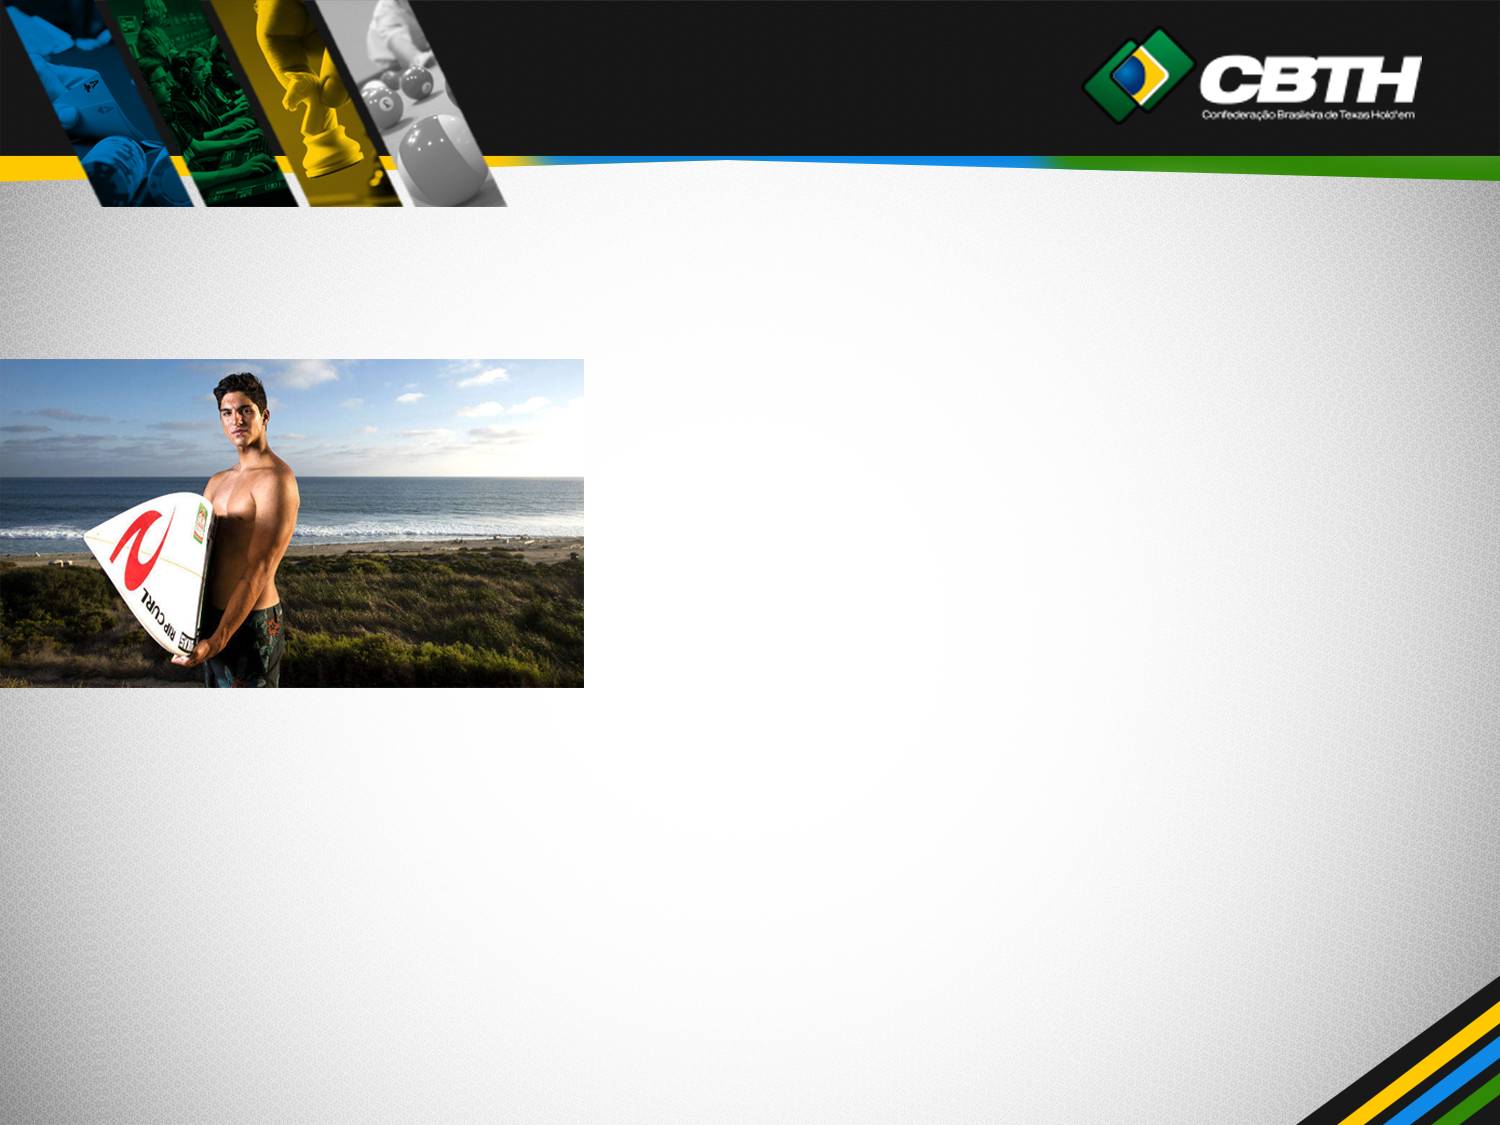 CBTH
Confederação Brasileira de Texas Hold'em
RIP CURL